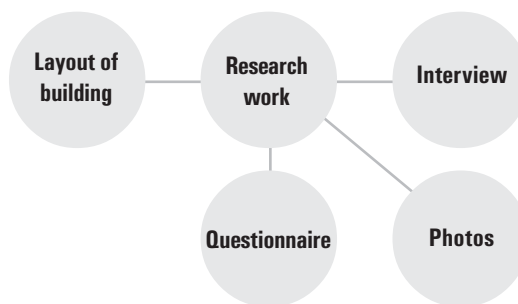 Layout of
building
Research
work
Interview
Questionnaire
Photos